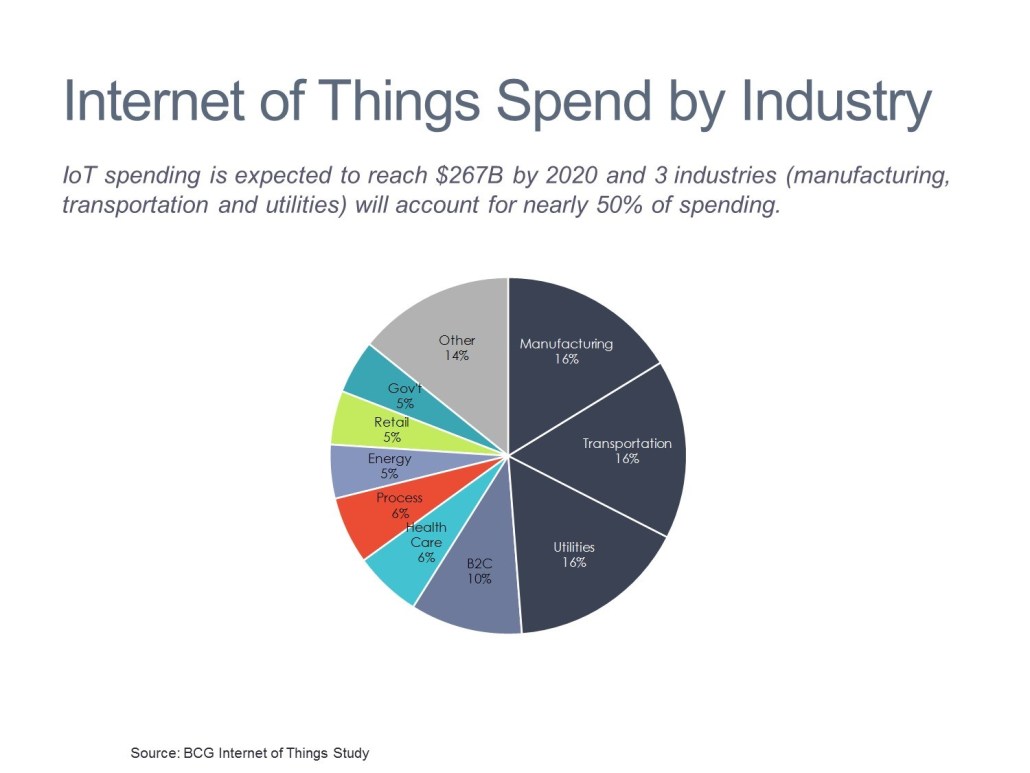 Internet of Things Spend by Industry
IoT spending is expected to reach $267B by 2020 and 3 industries (manufacturing,
transportation and utilities) will account for nearly 50% of spending.
Other
14%
Manufacturing
16%
Gov't
5%
Retail
5%
Transportation
16%
Energy
5%
Process
6%
Health
Care
6%
B2C
10%
Utilities
16%
Source: BCG Internet of Things Study